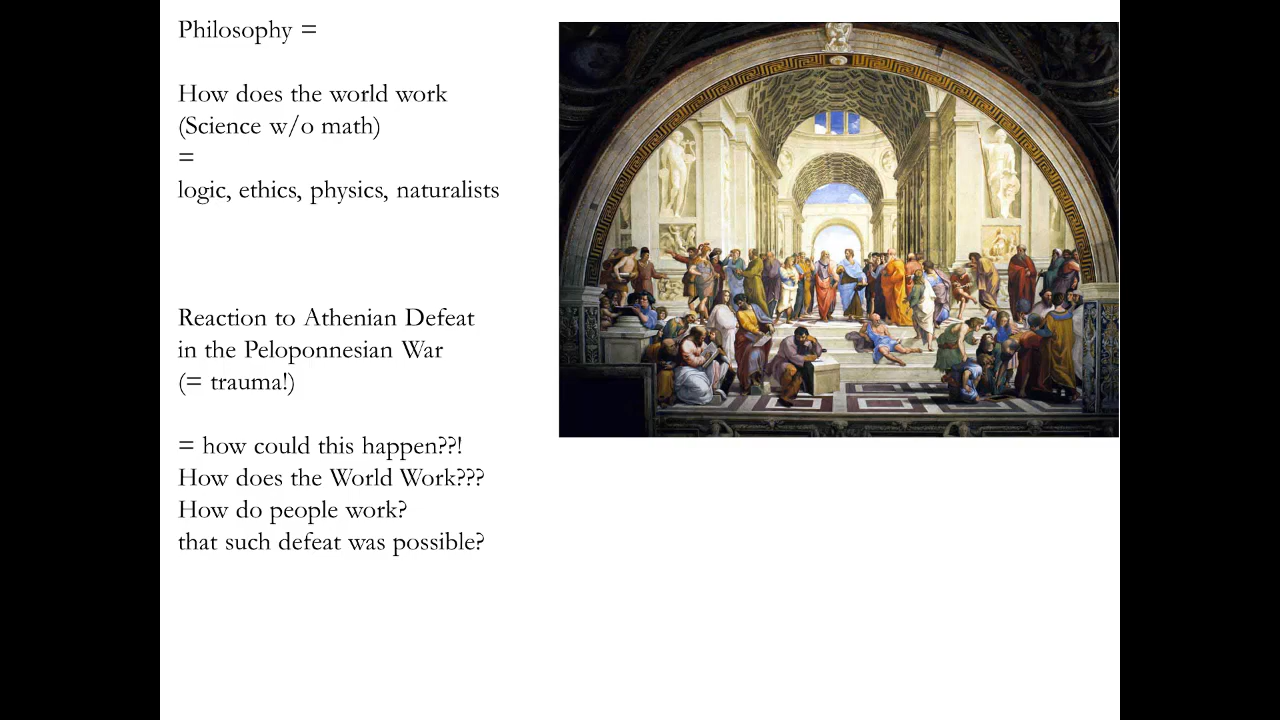 Philosophy =
How does the world work
(Science w/o math)
=
logic, ethics, physics, naturalists
Reaction to Athenian Defeat
in the Peloponnesian War
(= trauma!)
= how could this happen??!
How does the World Work???
How do people work?
that such defeat was possible?